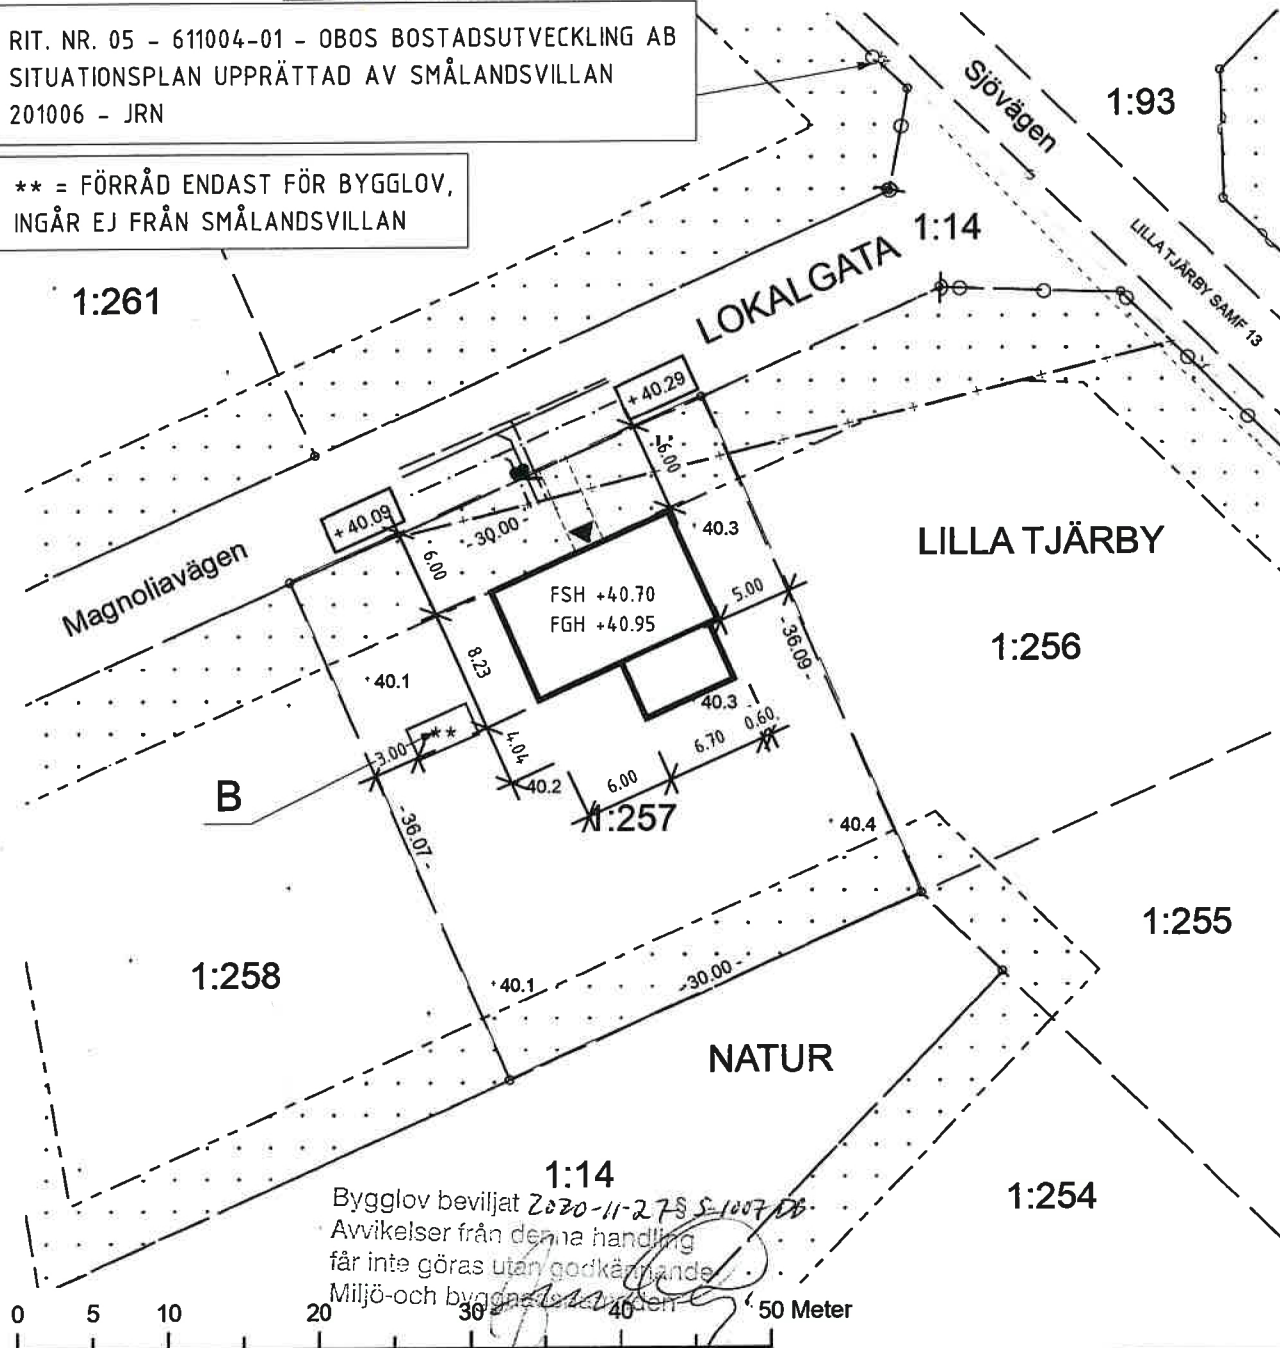 RIT. NR. 05 - 611004-01 - OBOS BOSTADSUTVECKLING AB
SITUATIONSPLAN UPPRÄTTAD AV SMÅLANDSVILLAN
201006 - JRN
** = FÖRRÅD ENDAST FÖR BYGGLOV,
INGÅR EJ FRÅN SMÅLANDSVILLAN
Sjövägen
1:93
1:14
LILLA TJÄRBY SAMF 13
1:261
LOKALGATA
+40.29
6.00
+40.09
-30.00-
40.3
Magnoliavägen
6.00
LILLA TJÄRBY
FSH +40.70
FGH +40.95
5.00
-36.09-
1:256
8.23
40.1
40.3
**
3.00
4.04
0.60
6.70
6.00
40.2
B
1:257
-36.07-
40.4
1:255
1:258
40.1
-30.00-
NATUR
1:14
1:254
Bygglov beviljat 2020-11-27 § S-1007 DB
Avvikelser från denna handling
får inte göras utan godkännande
Miljö-och byggnadsnämnden
0 5 10 20 30 40 50 Meter